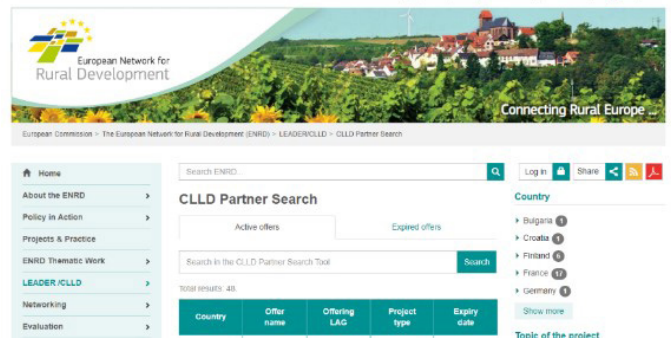 European Network for
Rural Development
Connecting Rural Europe ...
European Commission > The European Network for Rural Development (ENRD) > LEADER/CLLD > CLLD Partner Search
Home
About the ENRD
Policy in Action
Projects & Practice
ENRD Thematic Work
LEADER /CLLD
Networking
Evaluation
Search ENRD...
CLLD Partner Search
Active offers
Expired offers
Search in the CLLD Partner Search Tool
Search
Total results: 48.
Country
Offer name
Offering LAG
Project type
Expiry date
Log in
Share
Country
Bulgaria 1
Croatia 1
Finland 6
France 17
Germany 1
Show more
Topic of the project